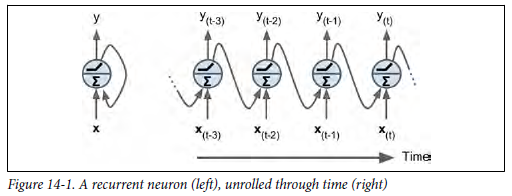 y y(t-3) y(t-2) y(t-1) y(t)
Σ Σ Σ Σ Σ
x x(t-3) x(t-2) x(t-1) x(t)
Time
Figure 14-1. A recurrent neuron (left), unrolled through time (right)